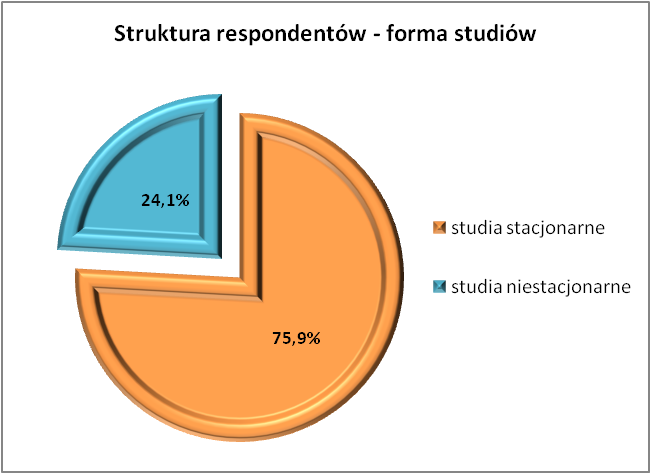 Struktura respondentów - forma studiów
24,1%
studia stacjonarne
studia niestacjonarne
75,9%